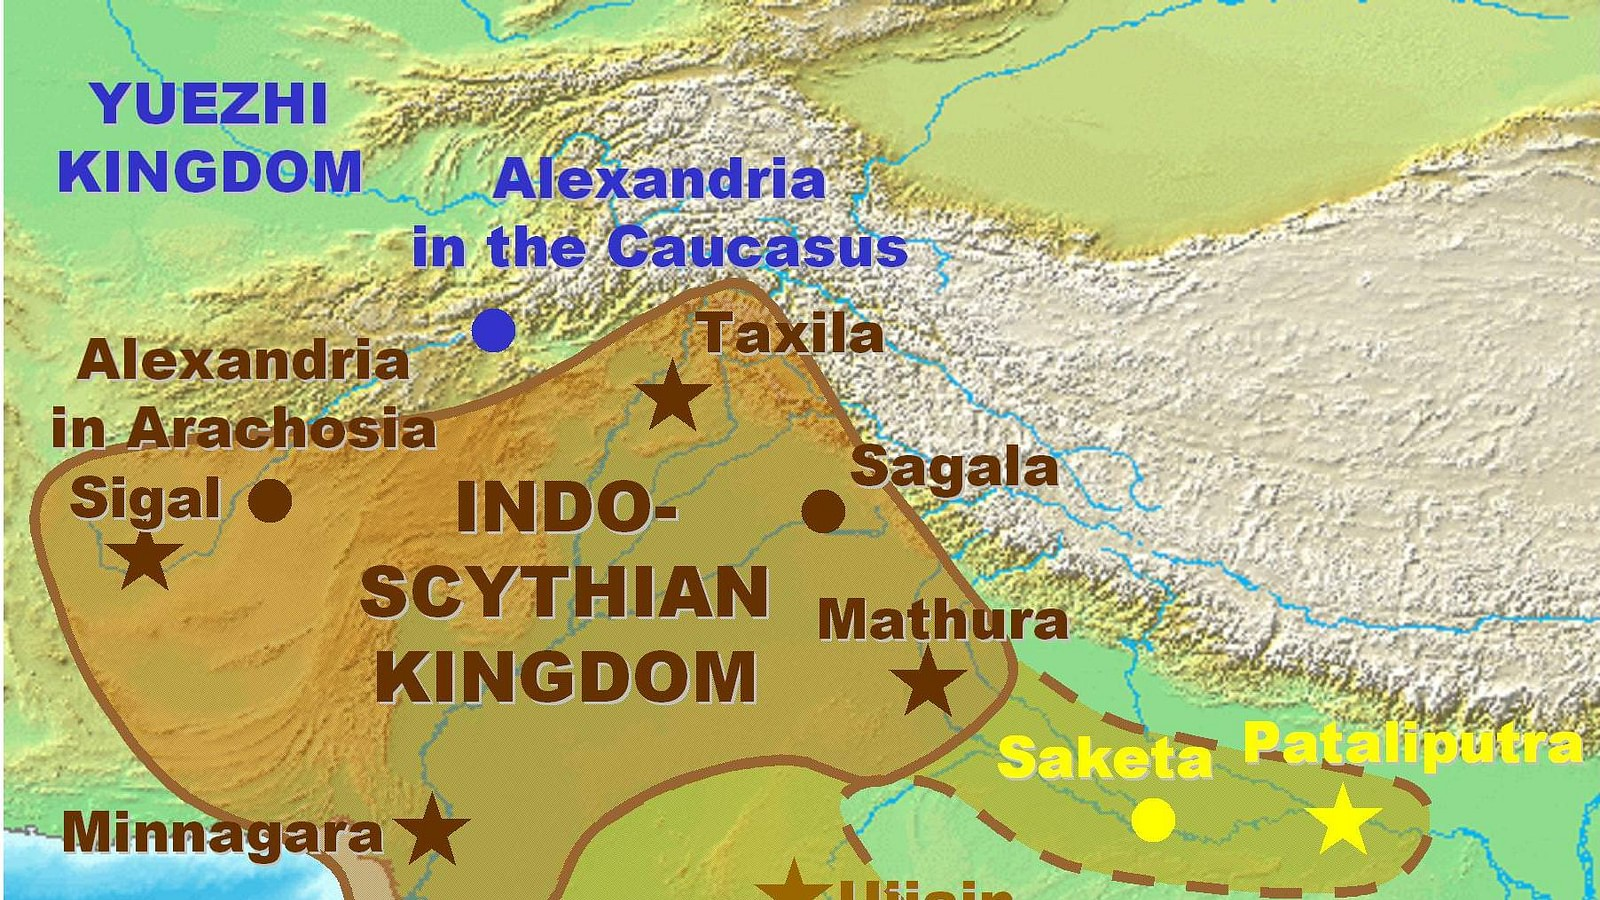 YUEZHI
KINGDOM
Alexandria
in the Caucasus
Taxila
Alexandria
in Arachosia
Sigal
Sagala
INDO-
SCYTHIAN
KINGDOM
Mathura
Saketa
Pataliputra
Minnagara